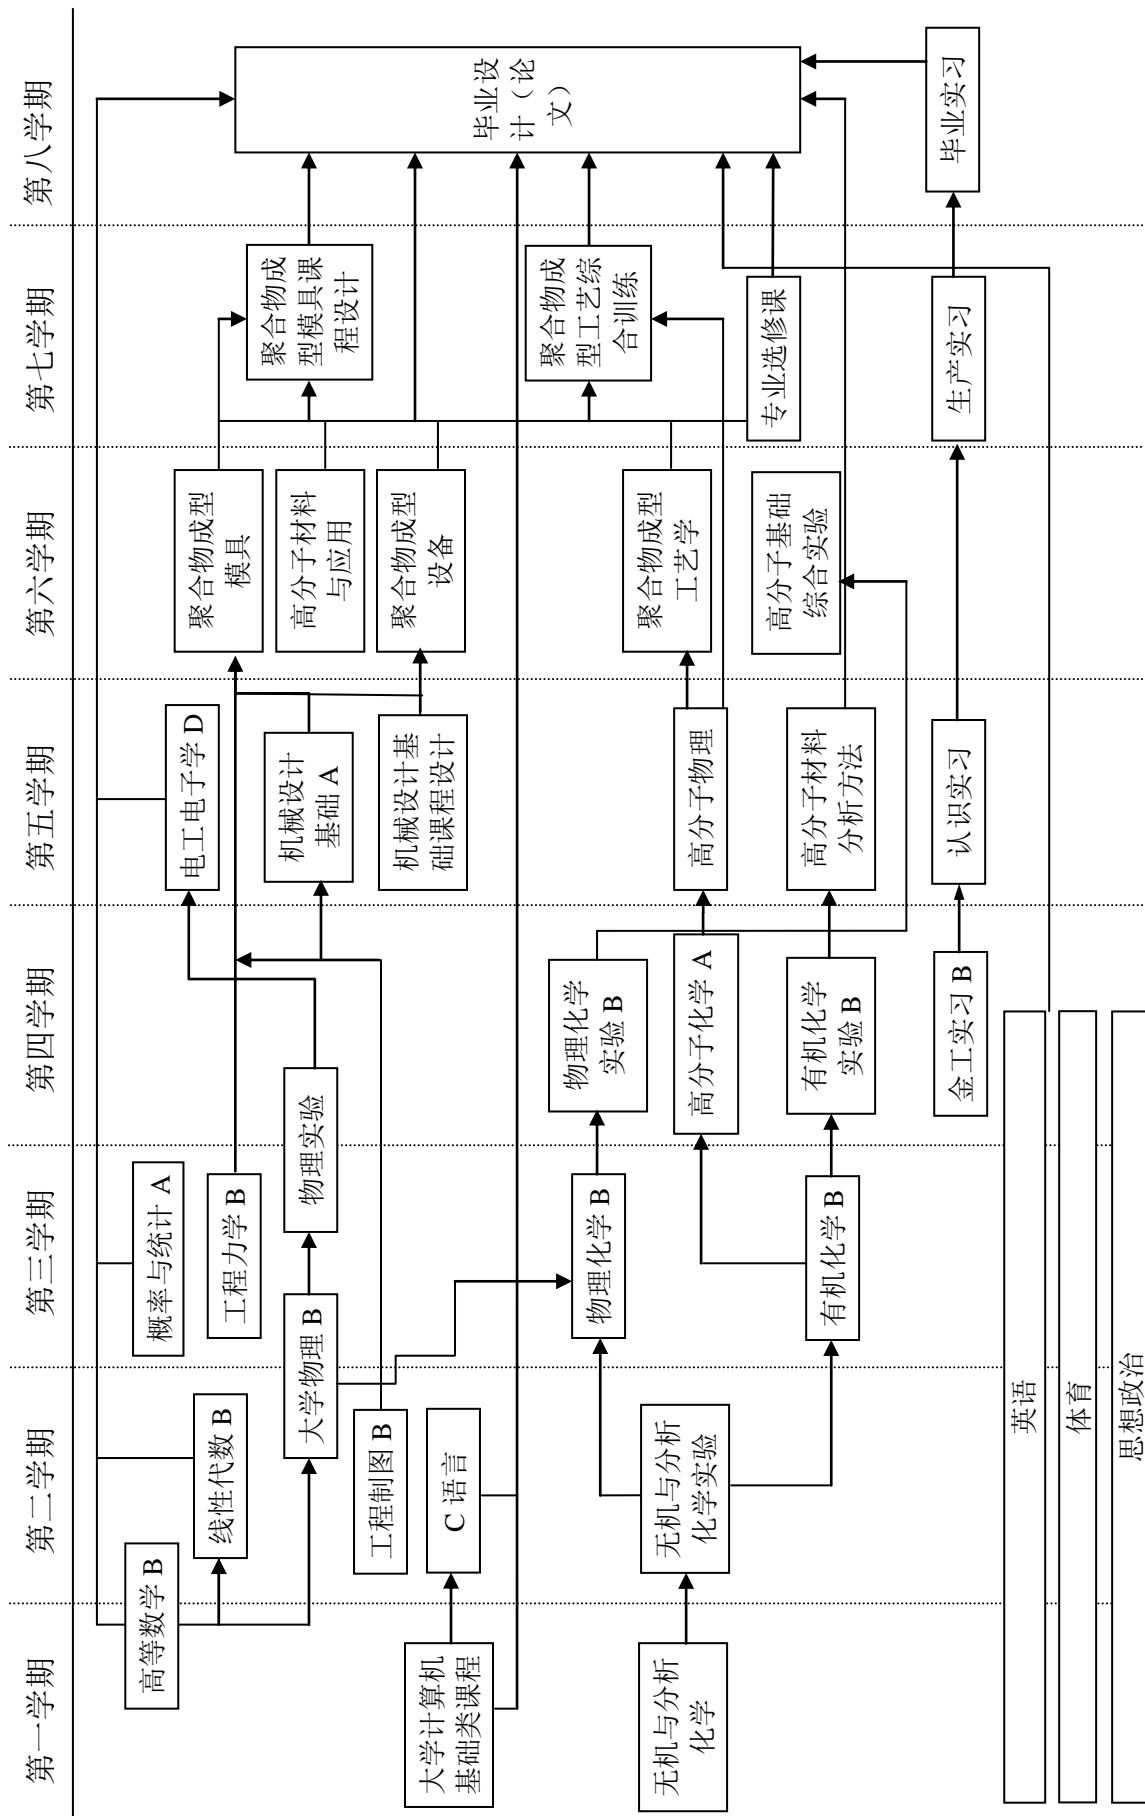 第一学期
第二学期
第三学期
第四学期
第五学期
第六学期
第七学期
第八学期
高等数学 B
线性代数 B
概率与统计 A
工程力学 B
大学物理 B
物理实验
工程制图 B
大学计算机
基础类课程
C 语言
无机与分析
化学
无机与分析
化学实验
物理化学 B
有机化学 B
物理化学
实验 B
高分子化学 A
有机化学
实验 B
金工实习 B
电工电子学 D
机械设计
基础 A
机械设计基
础课程设计
高分子物理
高分子材料
分析方法
认识实习
聚合物成型
模具
高分子材料
与应用
聚合物成型
设备
聚合物成型
工艺学
高分子基础
综合实验
聚合物成
型模具课
程设计
聚合物成
型工艺综
合训练
专业选修课
生产实习
毕业设
计（论
文）
毕业实习
英语
体育
思想政治